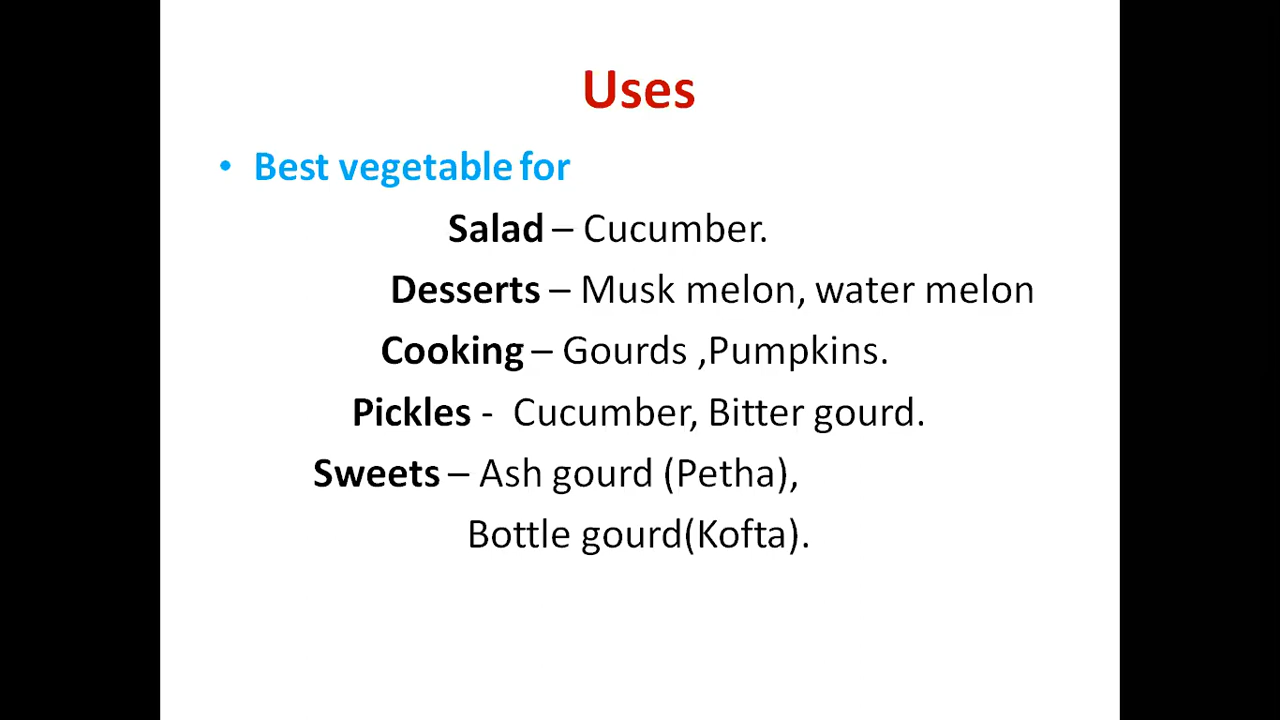 Uses
• Best vegetable for
Salad – Cucumber.
Desserts – Musk melon, water melon
Cooking – Gourds ,Pumpkins.
Pickles - Cucumber, Bitter gourd.
Sweets – Ash gourd (Petha),
Bottle gourd(Kofta).